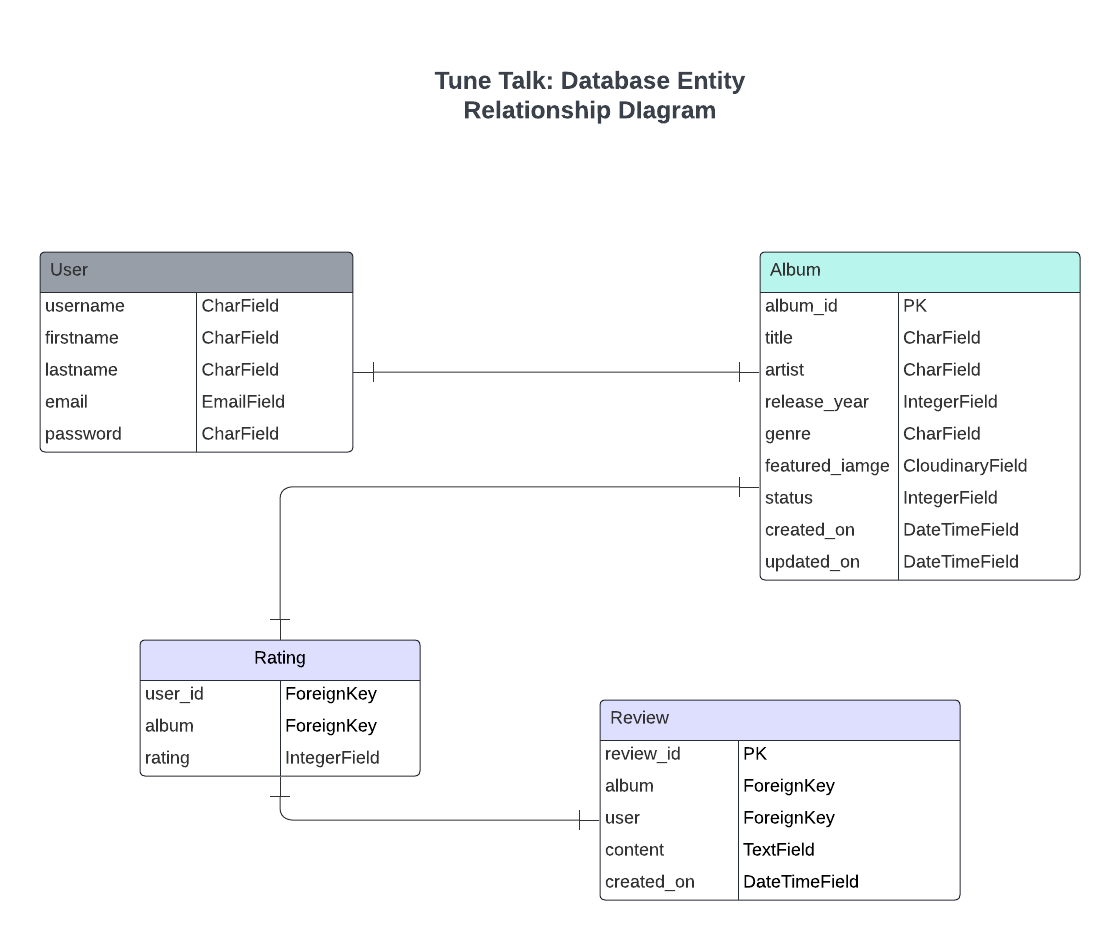 Tune Talk: Database Entity
Relationship DIagram
User
username CharField
firstname CharField
lastname CharField
email EmailField
password CharField
Album
album_id PK
title CharField
artist CharField
release_year IntegerField
genre CharField
featured_iamge CloudinaryField
status IntegerField
created_on DateTimeField
updated_on DateTimeField
Rating
user_id ForeignKey
album ForeignKey
rating IntegerField
Review
review_id PK
album ForeignKey
user ForeignKey
content TextField
created_on DateTimeField